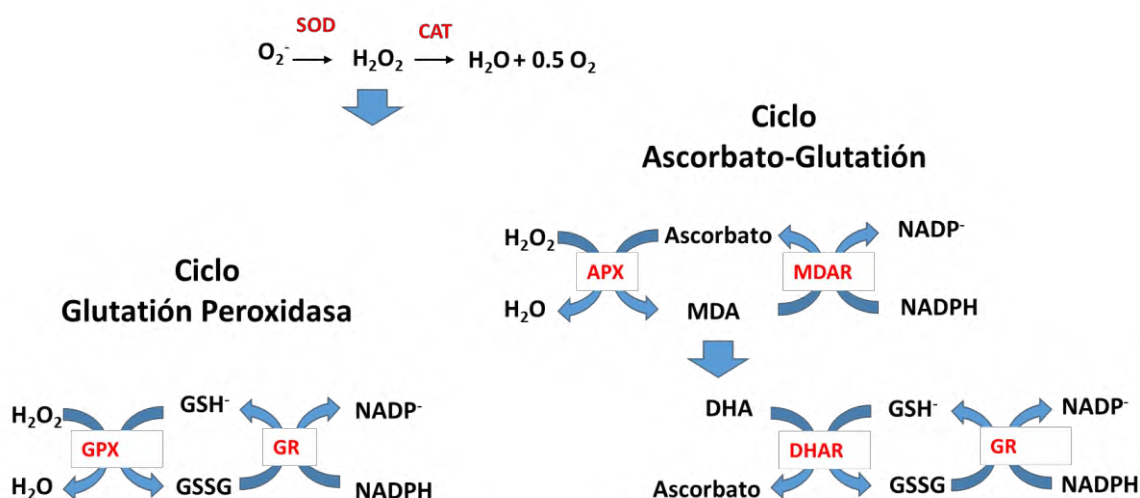 SOD CAT
O₂⁻ H₂O₂ H₂O + 0.5 O₂
Ciclo
Ascorbato-Glutatión
H₂O₂ Ascorbato NADP⁻
APX MDAR
H₂O MDA NADPH
Ciclo
Glutatión Peroxidasa
H₂O₂ GSH⁻ NADP⁻
GPX GR
H₂O GSSG NADPH
DHA GSH⁻ NADP⁻
DHAR GR
Ascorbato GSSG NADPH